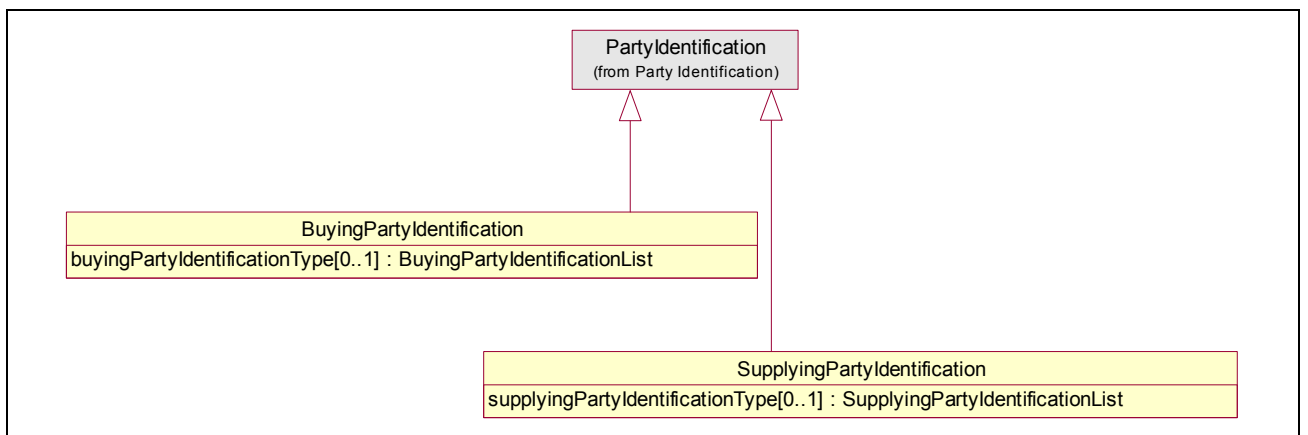 PartyIdentification
(from Party Identification)
BuyingPartyIdentification
buyingPartyIdentificationType[0..1] : BuyingPartyIdentificationList
SupplyingPartyIdentification
supplyingPartyIdentificationType[0..1] : SupplyingPartyIdentificationList